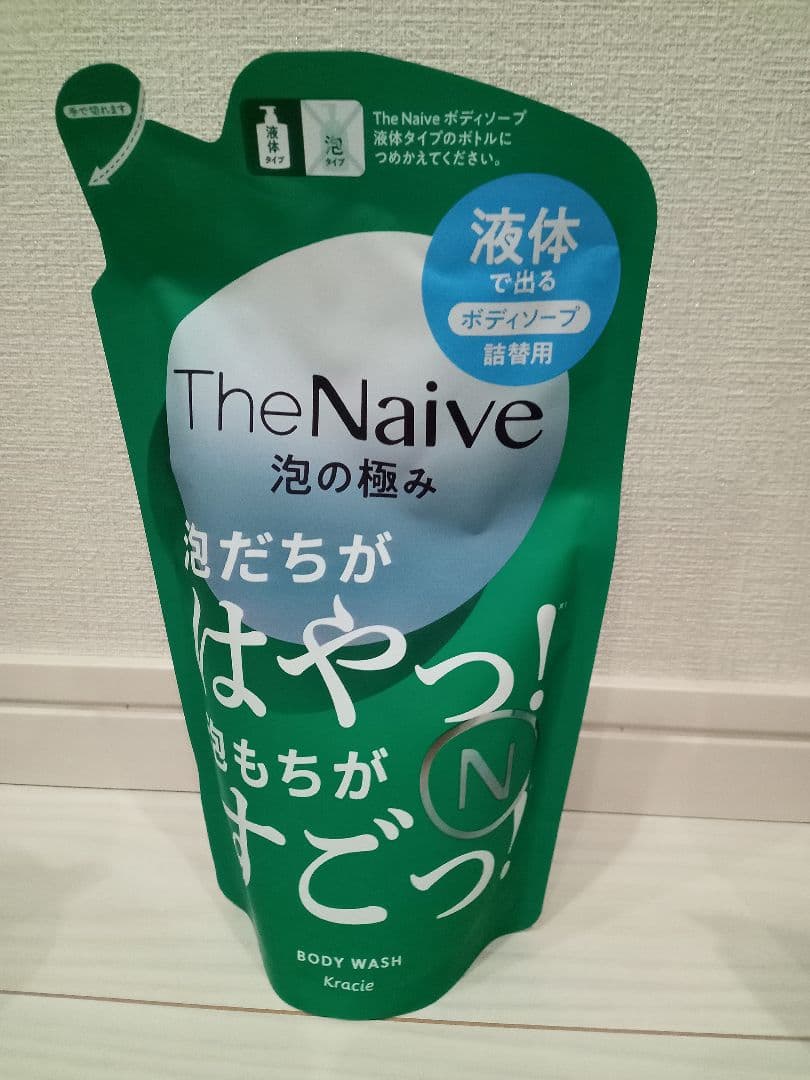 手で切れます
液体
タイプ
泡
タイプ
The Naive ボディソープ
液体タイプのボトルに
つめかえてください。
液体
で出る
ボディソープ
詰替用
TheNaive
泡の極み
泡だちが
はやっ!
泡もちが
すごっ!
N
BODY WASH
Kracie